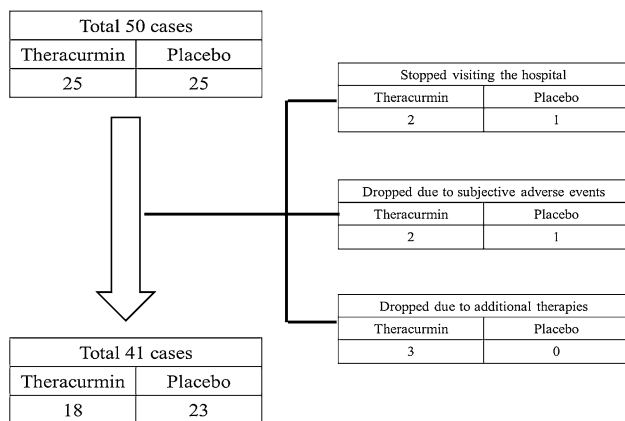 Total 50 cases
Theracurmin Placebo
25 25
Stopped visiting the hospital
Theracurmin Placebo
2 1
Dropped due to subjective adverse events
Theracurmin Placebo
2 1
Dropped due to additional therapies
Theracurmin Placebo
3 0
Total 41 cases
Theracurmin Placebo
18 23